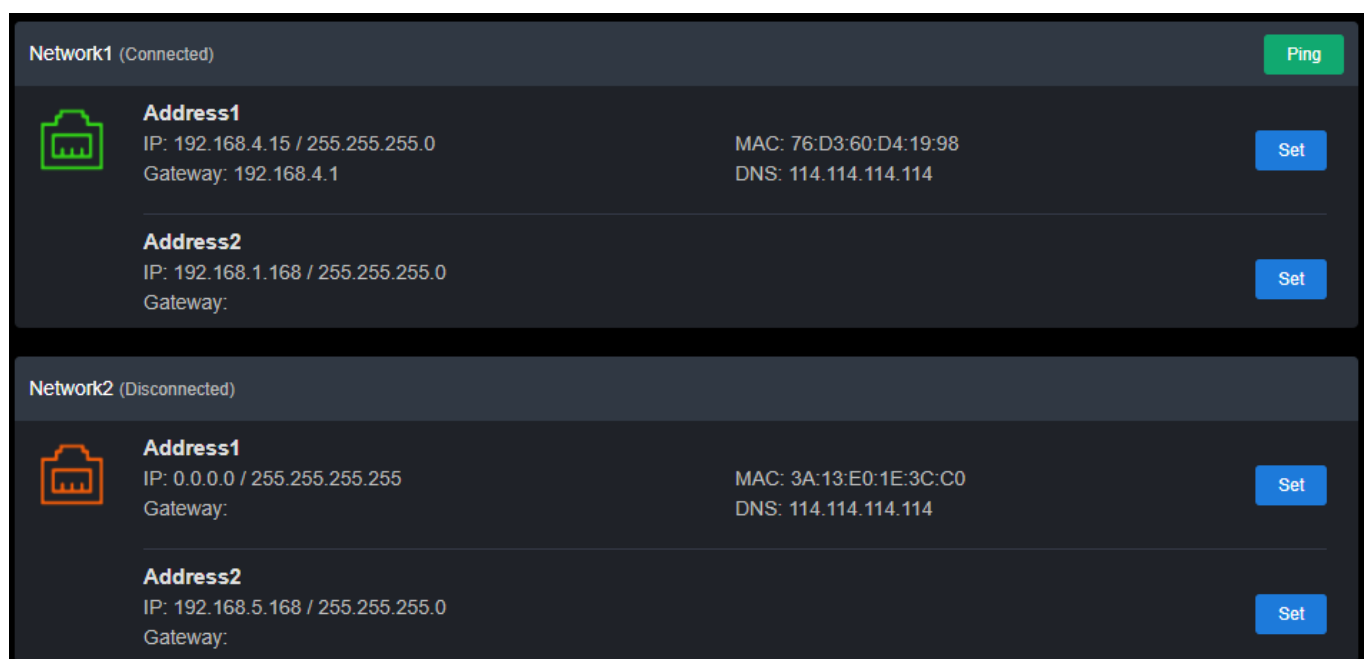 Network1 (Connected)
Ping
Address1
IP: 192.168.4.15 / 255.255.255.0
MAC: 76:D3:60:D4:19:98
Set
Gateway: 192.168.4.1
DNS: 114.114.114.114
Address2
IP: 192.168.1.168 / 255.255.255.0
Set
Gateway:
Network2 (Disconnected)
Address1
IP: 0.0.0.0 / 255.255.255.255
MAC: 3A:13:E0:1E:3C:C0
Set
Gateway:
DNS: 114.114.114.114
Address2
IP: 192.168.5.168 / 255.255.255.0
Set
Gateway: